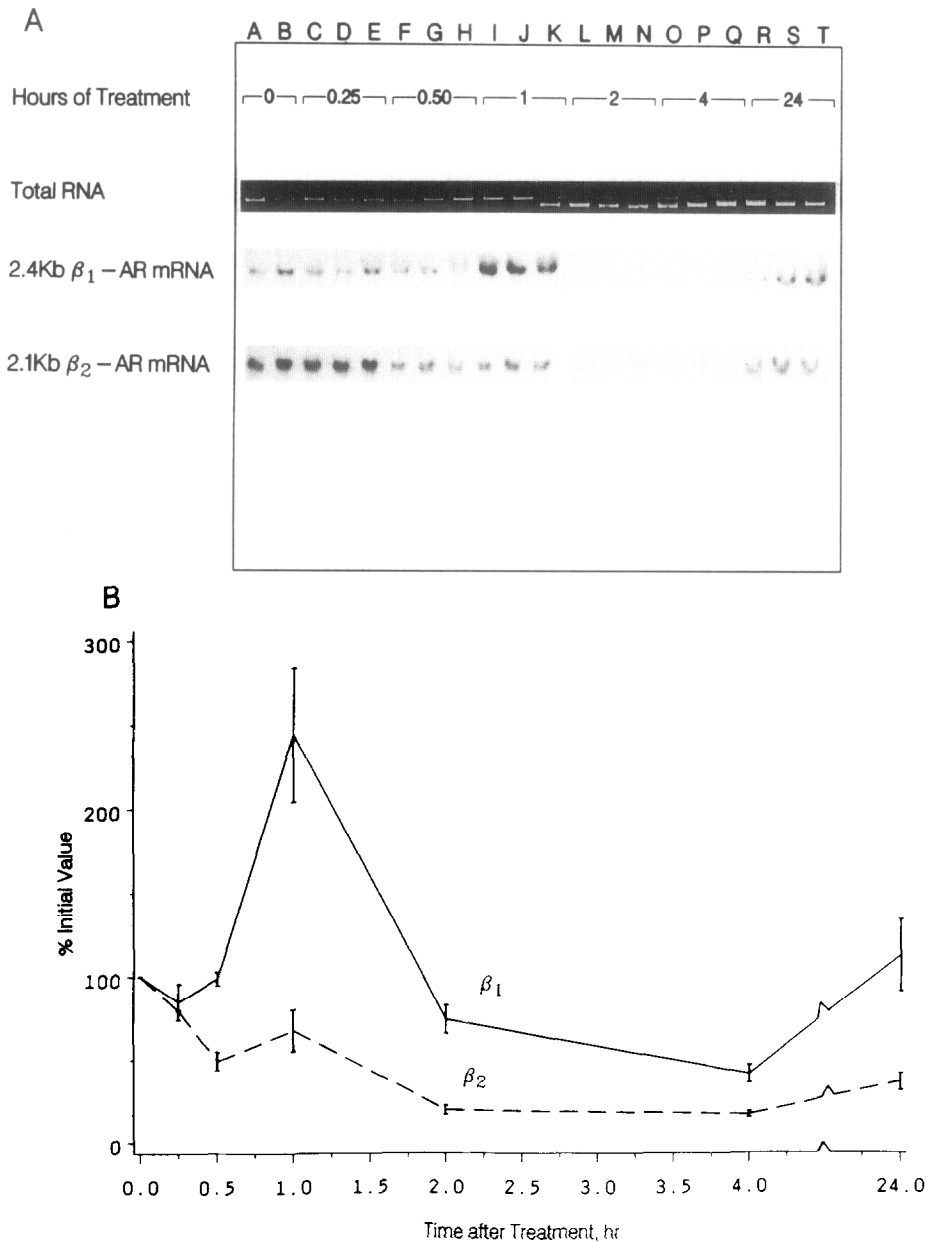 A
A B C D E F G H I J K L M N O P Q R S T
Hours of Treatment 0 0.25 0.50 1 2 4 24
Total RNA
2.4Kb β₁ – AR mRNA
2.1Kb β₂ – AR mRNA
B
300
200
100
0
% Initial Value
β₁
β₂
0.0 0.5 1.0 2.0 2.5 3.0 3.5 4.0 24.0
Time after Treatment, hr